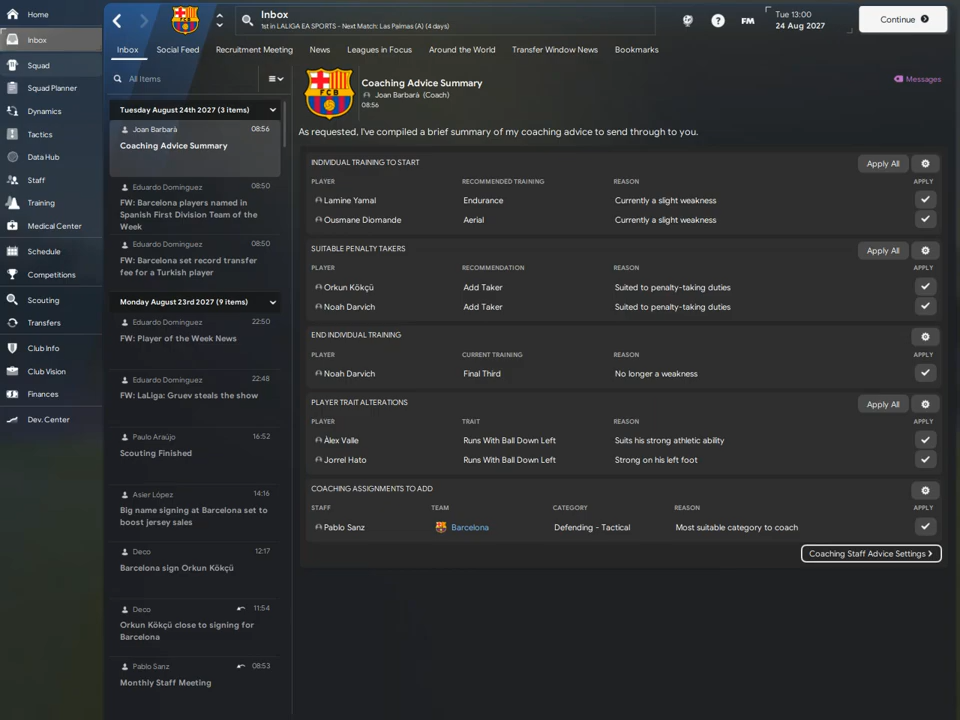 Home
Inbox
Squad
Squad Planner
Dynamics
Tactics
Data Hub
Staff
Training
Medical Center
Schedule
Competitions
Scouting
Transfers
Club Info
Club Vision
Finances
Dev. Center
Inbox
1st in LALIGA EA SPORTS - Next Match: Las Palmas (A) (4 days)
?
FM
Tue 13:00
24 Aug 2027
Continue
Inbox
Social Feed
Recruitment Meeting
News
Leagues in Focus
Around the World
Transfer Window News
Bookmarks
All Items
Tuesday August 24th 2027 (3 items)
Joan Barbarà 08:56
Coaching Advice Summary
Eduardo Domínguez 08:50
FW: Barcelona players named in
Spanish First Division Team of the
Week
Eduardo Domínguez 08:50
FW: Barcelona set record transfer
fee for a Turkish player
Monday August 23rd 2027 (9 items)
Eduardo Domínguez 22:50
FW: Player of the Week News
Eduardo Domínguez 22:48
FW: LaLiga: Gruev steals the show
Paulo Araújo 16:52
Scouting Finished
Asier López 14:16
Big name signing at Barcelona set to
boost jersey sales
Deco 12:17
Barcelona sign Orkun Kökçü
Deco 11:54
Orkun Kökçü close to signing for
Barcelona
Pablo Sanz 08:53
Monthly Staff Meeting
FCB
Coaching Advice Summary
Joan Barbarà (Coach)
08:56
Messages
As requested, I've compiled a brief summary of my coaching advice to send through to you.
INDIVIDUAL TRAINING TO START Apply All
PLAYER RECOMMENDED TRAINING REASON APPLY
Lamine Yamal Endurance Currently a slight weakness
Ousmane Diomande Aerial Currently a slight weakness
SUITABLE PENALTY TAKERS Apply All
PLAYER RECOMMENDATION REASON APPLY
Orkun Kökçü Add Taker Suited to penalty-taking duties
Noah Darvich Add Taker Suited to penalty-taking duties
END INDIVIDUAL TRAINING
PLAYER CURRENT TRAINING REASON APPLY
Noah Darvich Final Third No longer a weakness
PLAYER TRAIT ALTERATIONS Apply All
PLAYER TRAIT REASON APPLY
Àlex Valle Runs With Ball Down Left Suits his strong athletic ability
Jorrel Hato Runs With Ball Down Left Strong on his left foot
COACHING ASSIGNMENTS TO ADD
STAFF TEAM CATEGORY REASON APPLY
Pablo Sanz Barcelona Defending - Tactical Most suitable category to coach
Coaching Staff Advice Settings